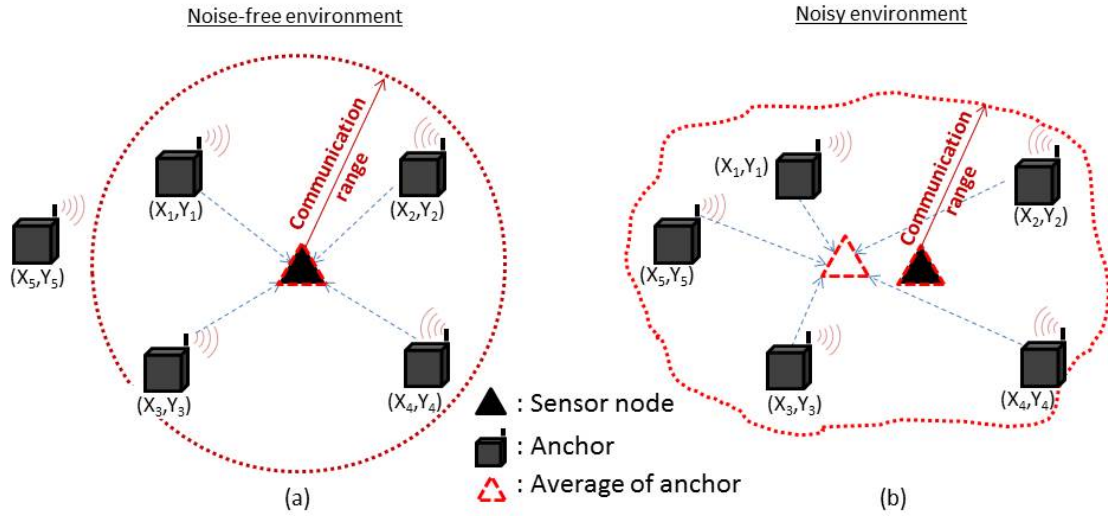 Noise-free environment
Noisy environment
Communication
range
(X₁,Y₁)
(X₂,Y₂)
(X₅,Y₅)
(X₃,Y₃)
(X₄,Y₄)
Communication
range
(X₁,Y₁)
(X₂,Y₂)
(X₅,Y₅)
(X₃,Y₃)
(X₄,Y₄)
: Sensor node
: Anchor
: Average of anchor
(a)
(b)